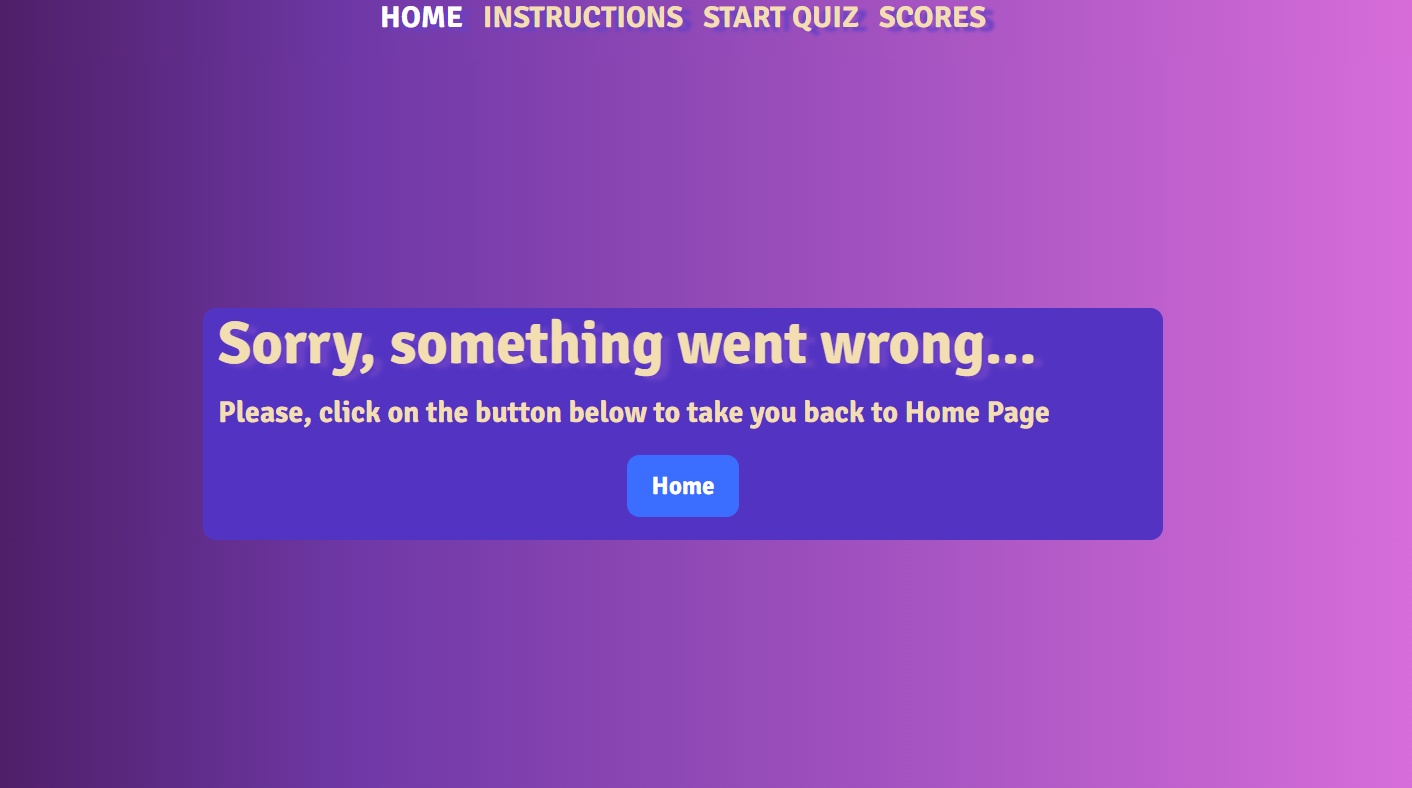 HOME INSTRUCTIONS START QUIZ SCORES
Sorry, something went wrong...
Please, click on the button below to take you back to Home Page
Home